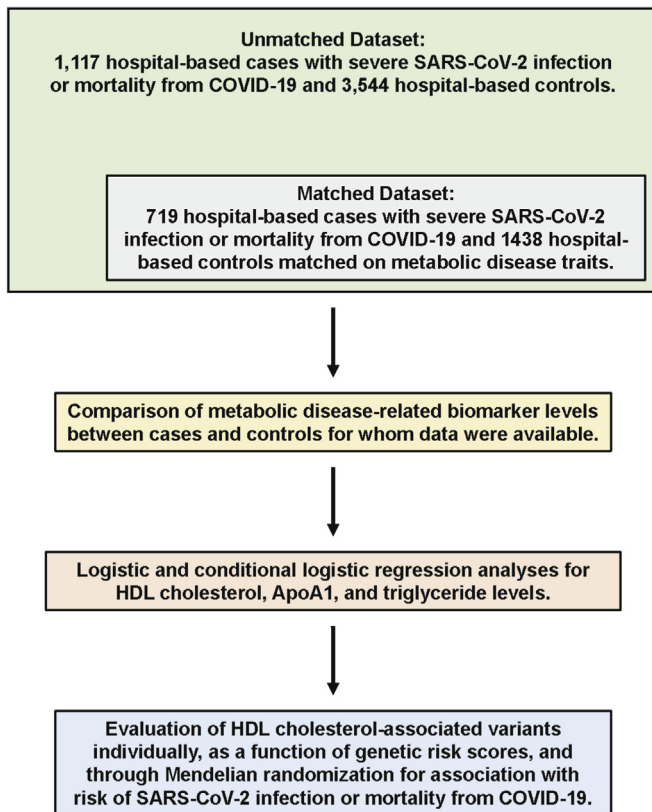 Unmatched Dataset:
1,117 hospital-based cases with severe SARS-CoV-2 infection
or mortality from COVID-19 and 3,544 hospital-based controls.
Matched Dataset:
719 hospital-based cases with severe SARS-CoV-2
infection or mortality from COVID-19 and 1438 hospital-
based controls matched on metabolic disease traits.
Comparison of metabolic disease-related biomarker levels
between cases and controls for whom data were available.
Logistic and conditional logistic regression analyses for
HDL cholesterol, ApoA1, and triglyceride levels.
Evaluation of HDL cholesterol-associated variants
individually, as a function of genetic risk scores, and
through Mendelian randomization for association with
risk of SARS-CoV-2 infection or mortality from COVID-19.